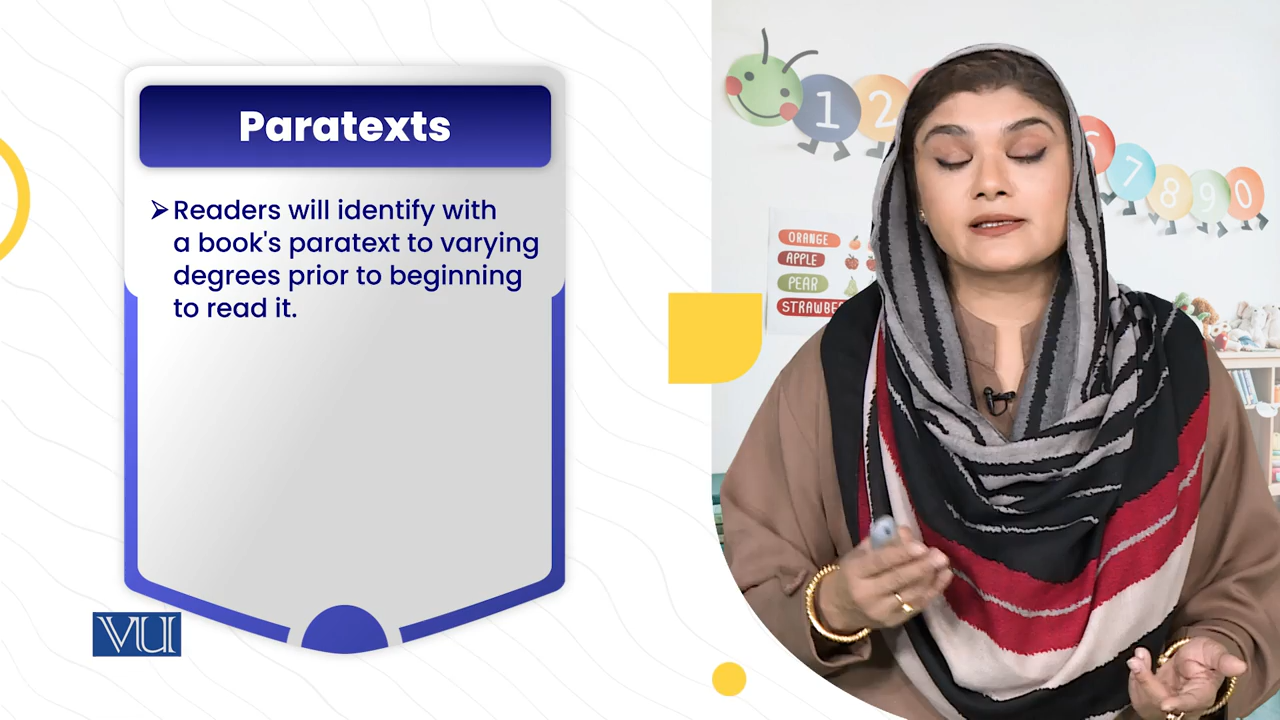 Paratexts
➢Readers will identify with
a book's paratext to varying
degrees prior to beginning
to read it.
VU
1 2
6 7 8 9 0
ORANGE
APPLE
PEAR